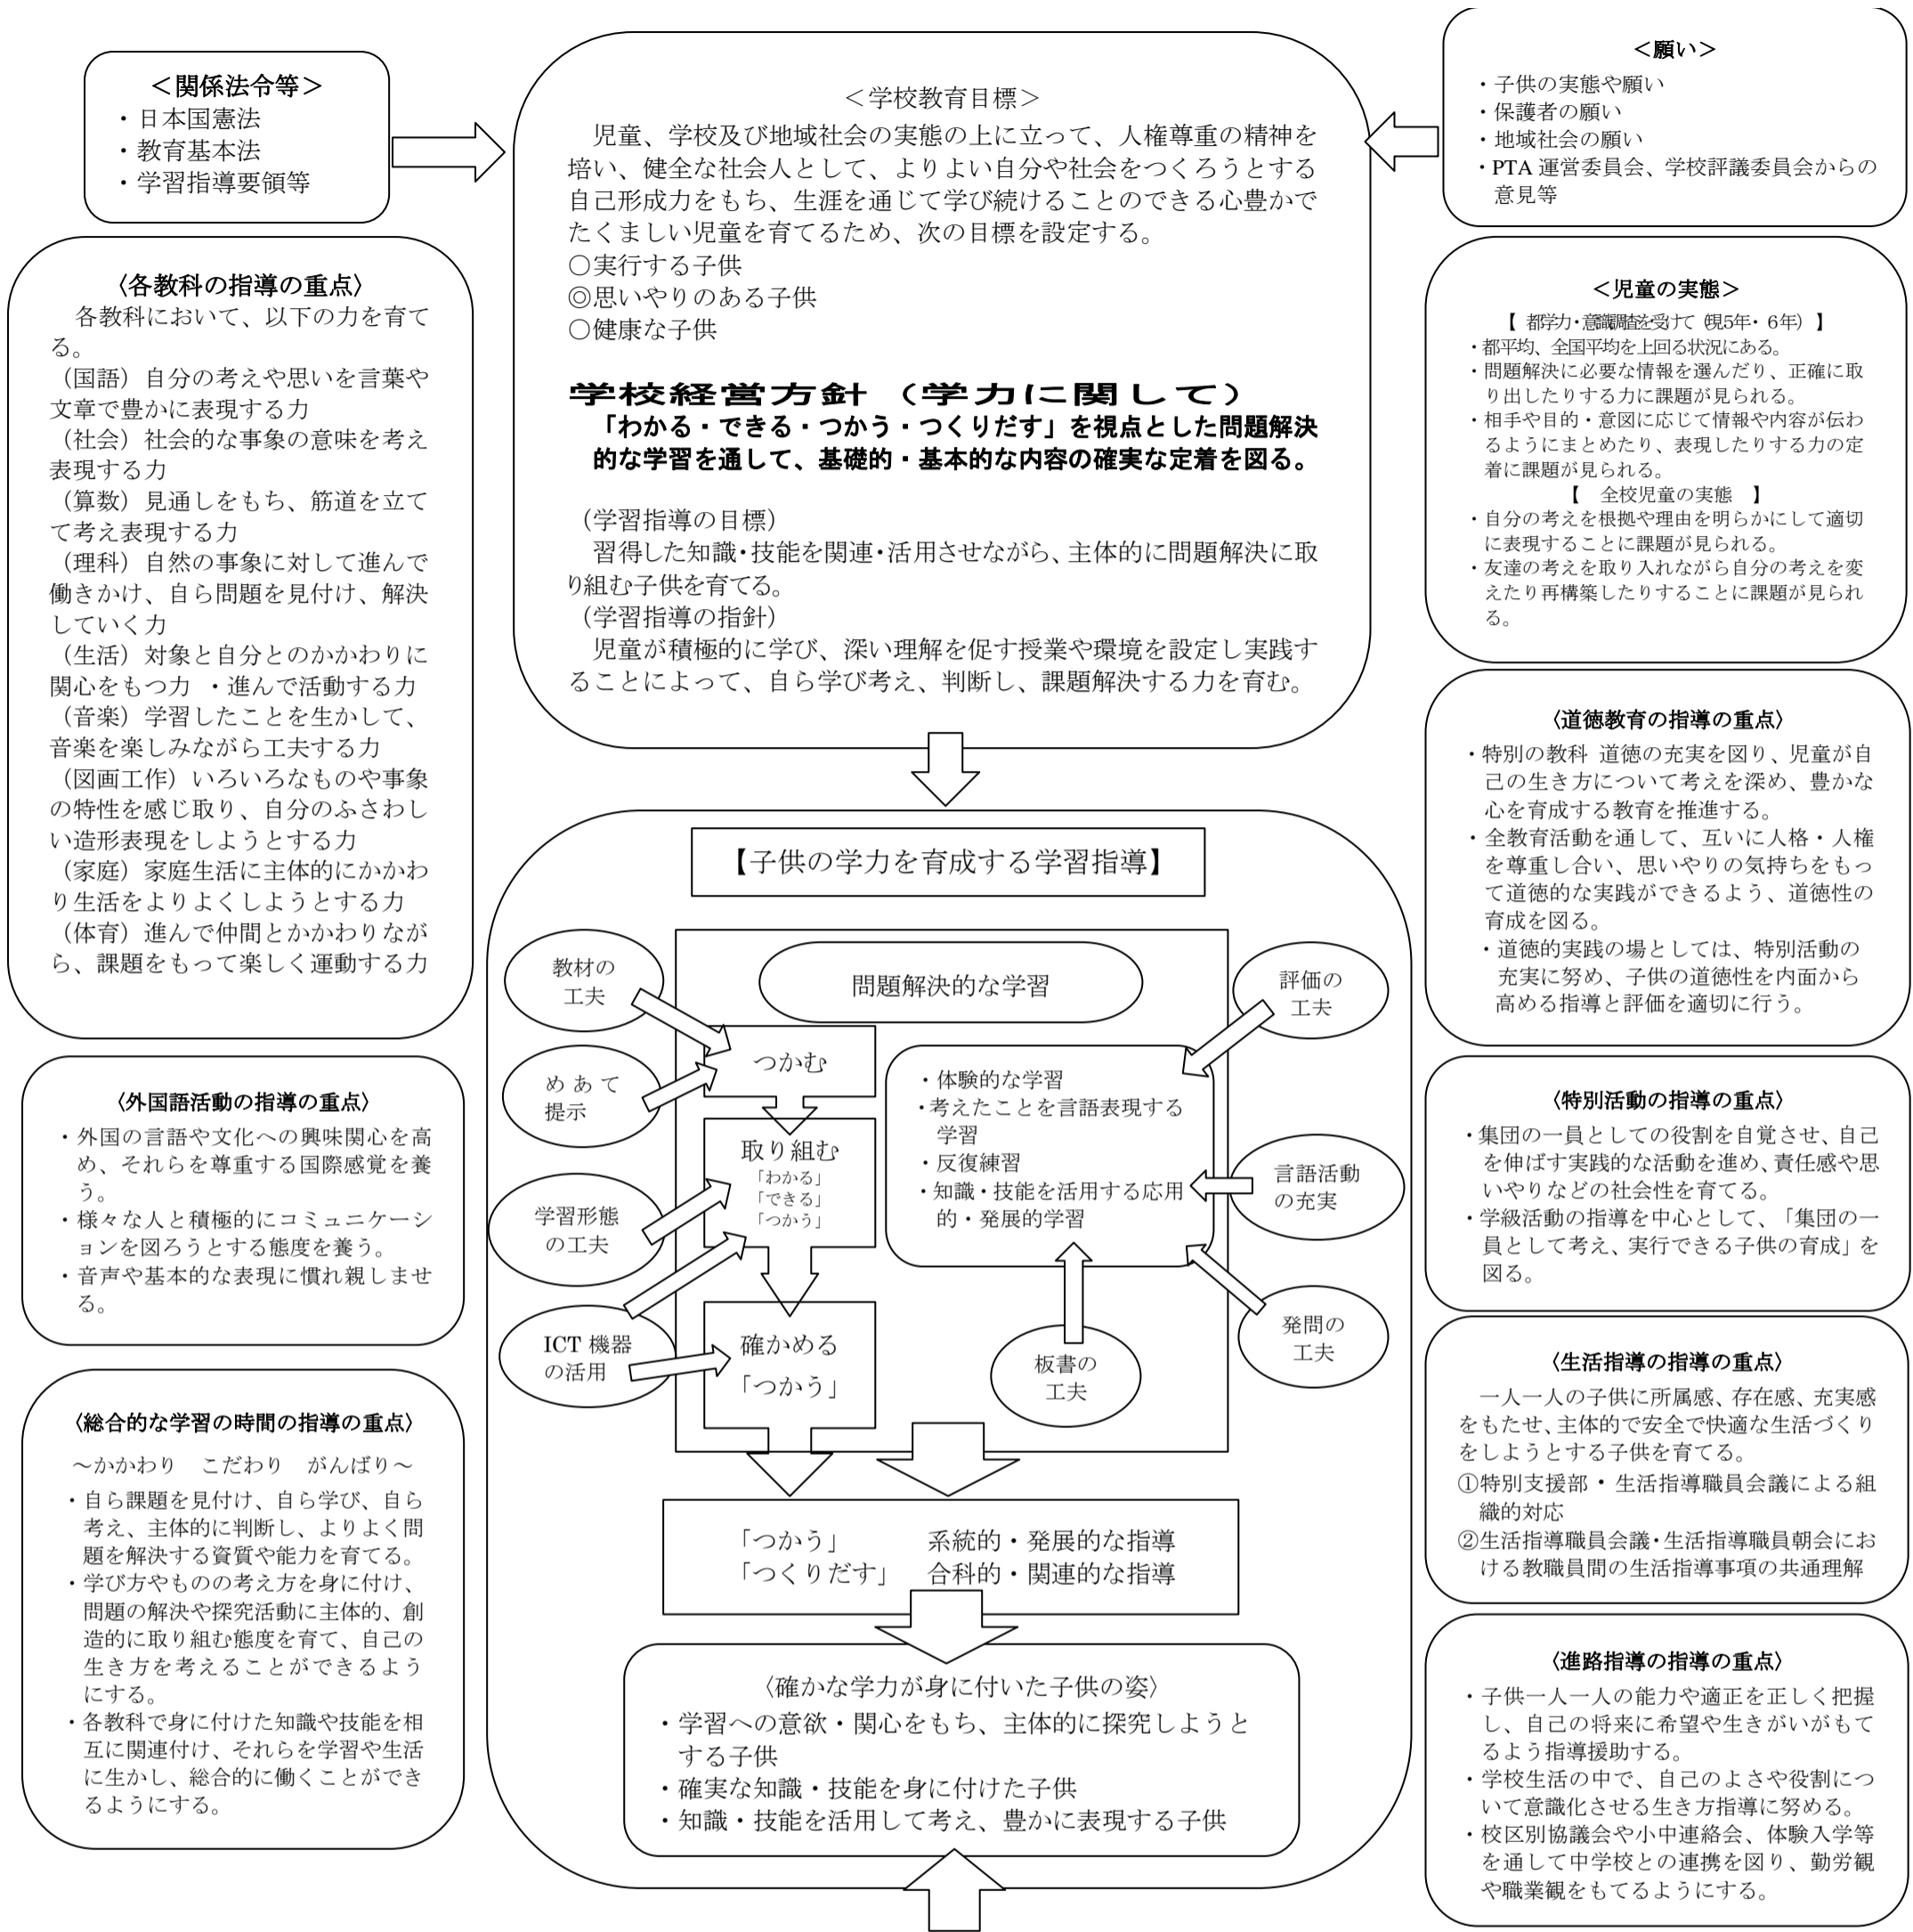 ＜関係法令等＞
・日本国憲法
・教育基本法
・学習指導要領等
＜学校教育目標＞
児童、学校及び地域社会の実態の上に立って、人権尊重の精神を
培い、健全な社会人として、よりよい自分や社会をつくろうとする
自己形成力をもち、生涯を通じて学び続けることのできる心豊かで
たくましい児童を育てるため、次の目標を設定する。
○実行する子供
◎思いやりのある子供
○健康な子供
学校経営方針（学力に関して）
「わかる・できる・つかう・つくりだす」を視点とした問題解決
的な学習を通して、基礎的・基本的な内容の確実な定着を図る。
（学習指導の目標）
習得した知識・技能を関連・活用させながら、主体的に問題解決に取
り組む子供を育てる。
（学習指導の指針）
児童が積極的に学び、深い理解を促す授業や環境を設定し実践す
ることによって、自ら学び考え、判断し、課題解決する力を育む。
＜願い＞
・子供の実態や願い
・保護者の願い
・地域社会の願い
・PTA 運営委員会、学校評議委員会からの
意見等
〈各教科の指導の重点〉
各教科において、以下の力を育て
る。
（国語）自分の考えや思いを言葉や
文章で豊かに表現する力
（社会）社会的な事象の意味を考え
表現する力
（算数）見通しをもち、筋道を立て
て考え表現する力
（理科）自然の事象に対して進んで
働きかけ、自ら問題を見付け、解決
していく力
（生活）対象と自分とのかかわりに
関心をもつ力 ・進んで活動する力
（音楽）学習したことを生かして、
音楽を楽しみながら工夫する力
（図画工作）いろいろなものや事象
の特性を感じ取り、自分のふさわし
い造形表現をしようとする力
（家庭）家庭生活に主体的にかかわ
り生活をよりよくしようとする力
（体育）進んで仲間とかかわりなが
ら、課題をもって楽しく運動する力
〈外国語活動の指導の重点〉
・外国の言語や文化への興味関心を高
め、それらを尊重する国際感覚を養
う。
・様々な人と積極的にコミュニケーシ
ョンを図ろうとする態度を養う。
・音声や基本的な表現に慣れ親しませ
る。
〈総合的な学習の時間の指導の重点〉
～かかわり　こだわり　がんばり～
・自ら課題を見付け、自ら学び、自ら
考え、主体的に判断し、よりよく問
題を解決する資質や能力を育てる。
・学び方やものの考え方を身に付け、
問題の解決や探究活動に主体的、創
造的に取り組む態度を育て、自己の
生き方を考えることができるよう
にする。
・各教科で身に付けた知識や技能を相
互に関連付け、それらを学習や生活
に生かし、総合的に働くことができ
るようにする。
【子供の学力を育成する学習指導】
問題解決的な学習
教材の
工夫
めあて
提示
学習形態
の工夫
ICT 機器
の活用
つかむ
取り組む
「わかる」
「できる」
「つかう」
確かめる
「つかう」
・体験的な学習
・考えたことを言語表現する
学習
・反復練習
・知識・技能を活用する応用
的・発展的学習
評価の
工夫
言語活動
の充実
発問の
工夫
板書の
工夫
「つかう」　系統的・発展的な指導
「つくりだす」　合科的・関連的な指導
〈確かな学力が身に付いた子供の姿〉
・学習への意欲・関心をもち、主体的に探究しようと
する子供
・確実な知識・技能を身に付けた子供
・知識・技能を活用して考え、豊かに表現する子供
＜児童の実態＞
【 都学力・意識調査を受けて（現5年・６年）】
・都平均、全国平均を上回る状況にある。
・問題解決に必要な情報を選んだり、正確に取
り出したりする力に課題が見られる。
・相手や目的・意図に応じて情報や内容が伝わ
るようにまとめたり、表現したりする力の定
着に課題が見られる。
【　全校児童の実態　】
・自分の考えを根拠や理由を明らかにして適切
に表現することに課題が見られる。
・友達の考えを取り入れながら自分の考えを変
えたり再構築したりすることに課題が見られ
る。
〈道徳教育の指導の重点〉
・特別の教科 道徳の充実を図り、児童が自
己の生き方について考えを深め、豊かな
心を育成する教育を推進する。
・全教育活動を通して、互いに人格・人権
を尊重し合い、思いやりの気持ちをもっ
て道徳的な実践ができるよう、道徳性の
育成を図る。
・道徳的実践の場としては、特別活動の
充実に努め、子供の道徳性を内面から
高める指導と評価を適切に行う。
〈特別活動の指導の重点〉
・集団の一員としての役割を自覚させ、自己
を伸ばす実践的な活動を進め、責任感や思
いやりなどの社会性を育てる。
・学級活動の指導を中心として、「集団の一
員として考え、実行できる子供の育成」を
図る。
〈生活指導の指導の重点〉
一人一人の子供に所属感、存在感、充実感
をもたせ、主体的で安全で快適な生活づくり
をしようとする子供を育てる。
①特別支援部・生活指導職員会議による組
織的対応
②生活指導職員会議・生活指導職員朝会にお
ける教職員間の生活指導事項の共通理解
〈進路指導の指導の重点〉
・子供一人一人の能力や適正を正しく把握
し、自己の将来に希望や生きがいがもて
るよう指導援助する。
・学校生活の中で、自己のよさや役割につ
いて意識化させる生き方指導に努める。
・校区別協議会や小中連絡会、体験入学等
を通して中学校との連携を図り、勤労観
や職業観をもてるようにする。